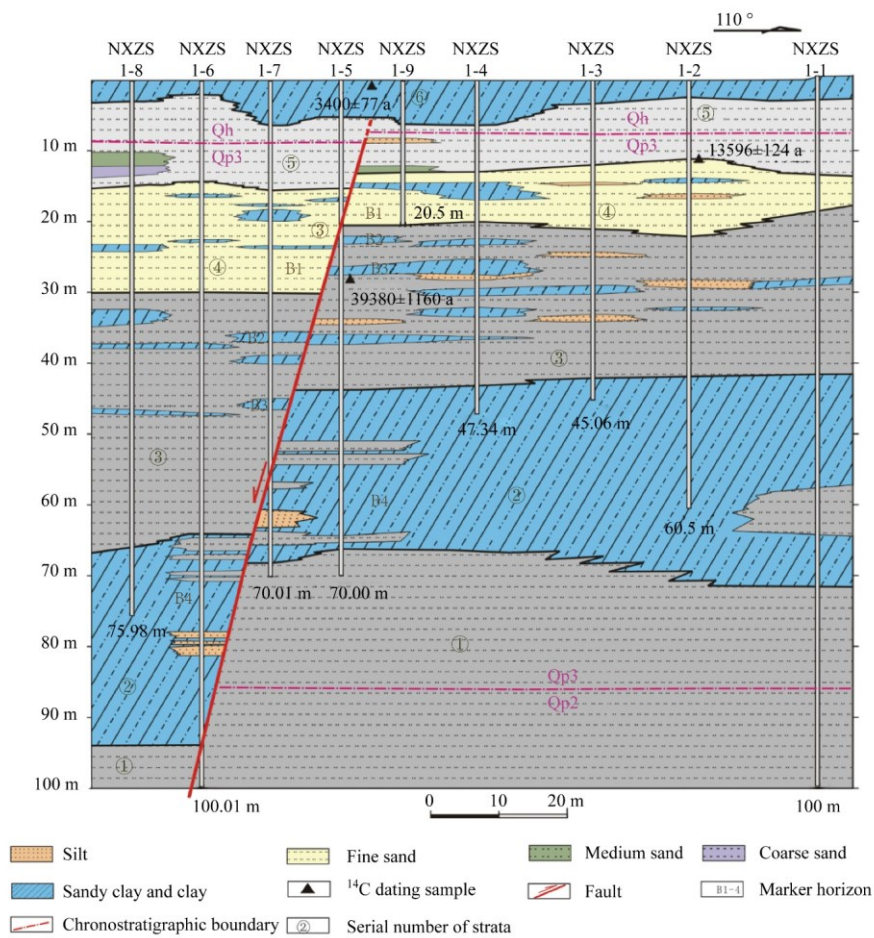 110 °
NXZS NXZS NXZS NXZS NXZS NXZS NXZS NXZS NXZS
1-8 1-6 1-7 1-5 1-9 1-4 1-3 1-2 1-1
3400±77 a
⑥
⑤
Qh
Qh
10 m
Qp3
Qp3
13596±124 a
⑤
20 m
B1
20.5 m
④
③
B2
④
B1
B3
30 m
39380±1160 a
B2
③
40 m
B3
47.34 m
45.06 m
50 m
③
B4
②
60 m
60.5 m
70 m
B4
70.01 m
70.00 m
75.98 m
80 m
①
②
Qp3
Qp2
90 m
①
100 m
100.01 m
0 10 20 m
100 m
Silt
Fine sand
Medium sand
Coarse sand
Sandy clay and clay
14C dating sample
Fault
B1-4
Marker horizon
Chronostratigraphic boundary
②
Serial number of strata